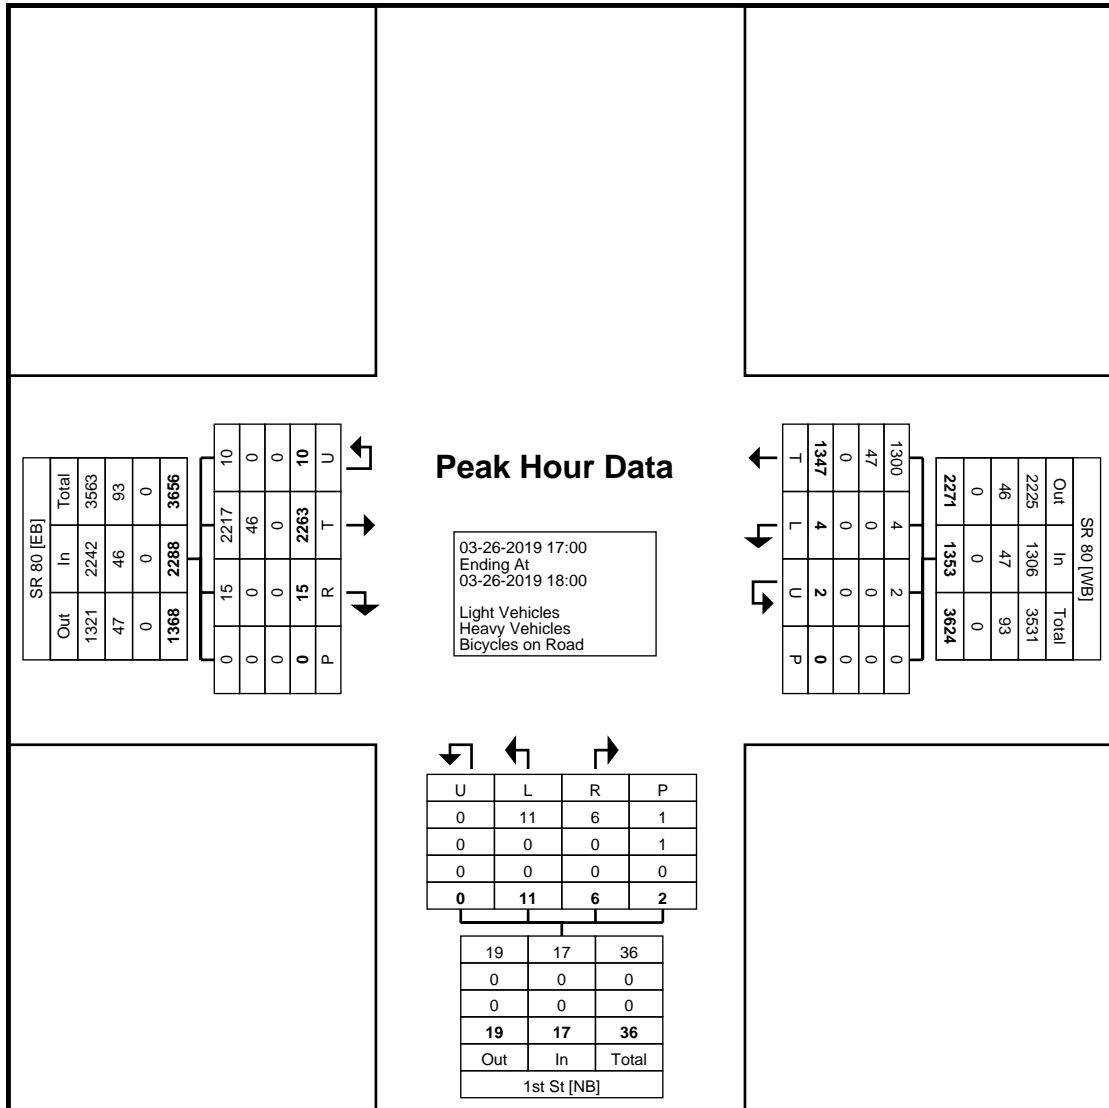 Peak Hour Data
03-26-2019 17:00
Ending At
03-26-2019 18:00
Light Vehicles
Heavy Vehicles
Bicycles on Road
SR 80 [EB]
Total 3563 93 0 3656
In 2242 46 0 2288
Out 1321 47 0 1368
10 0 0 10 U
2217 46 0 2263 T
15 0 0 15 R
0 0 0 0 P
SR 80 [WB]
Out 2225 46 0 2271
In 1306 47 0 1353
Total 3531 93 0 3624
1300 47 0 1347 T
4 0 0 4 L
2 0 0 2 U
0 0 0 0 P
U L R P
0 11 6 1
0 0 0 1
0 0 0 0
0 11 6 2
19 17 36
0 0 0
0 0 0
19 17 36
Out In Total
1st St [NB]